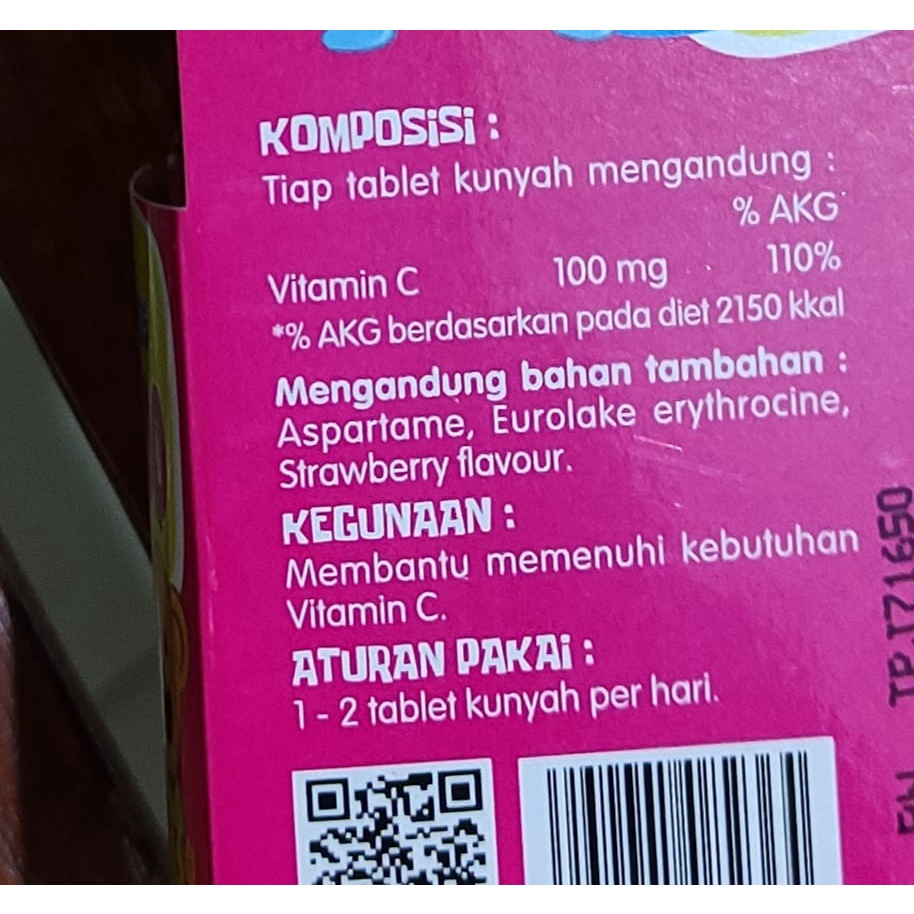 KOMPOSiSi :
Tiap tablet kunyah mengandung :
% AKG*
Vitamin C 100 mg 110%
*% AKG berdasarkan pada diet 2150 kkal
Mengandung bahan tambahan :
Aspartame, Eurolake erythrocine,
Strawberry flavour.
KEGUNAAN :
Membantu memenuhi kebutuhan
Vitamin C.
ATURAN PAKAi :
1 - 2 tablet kunyah per hari.